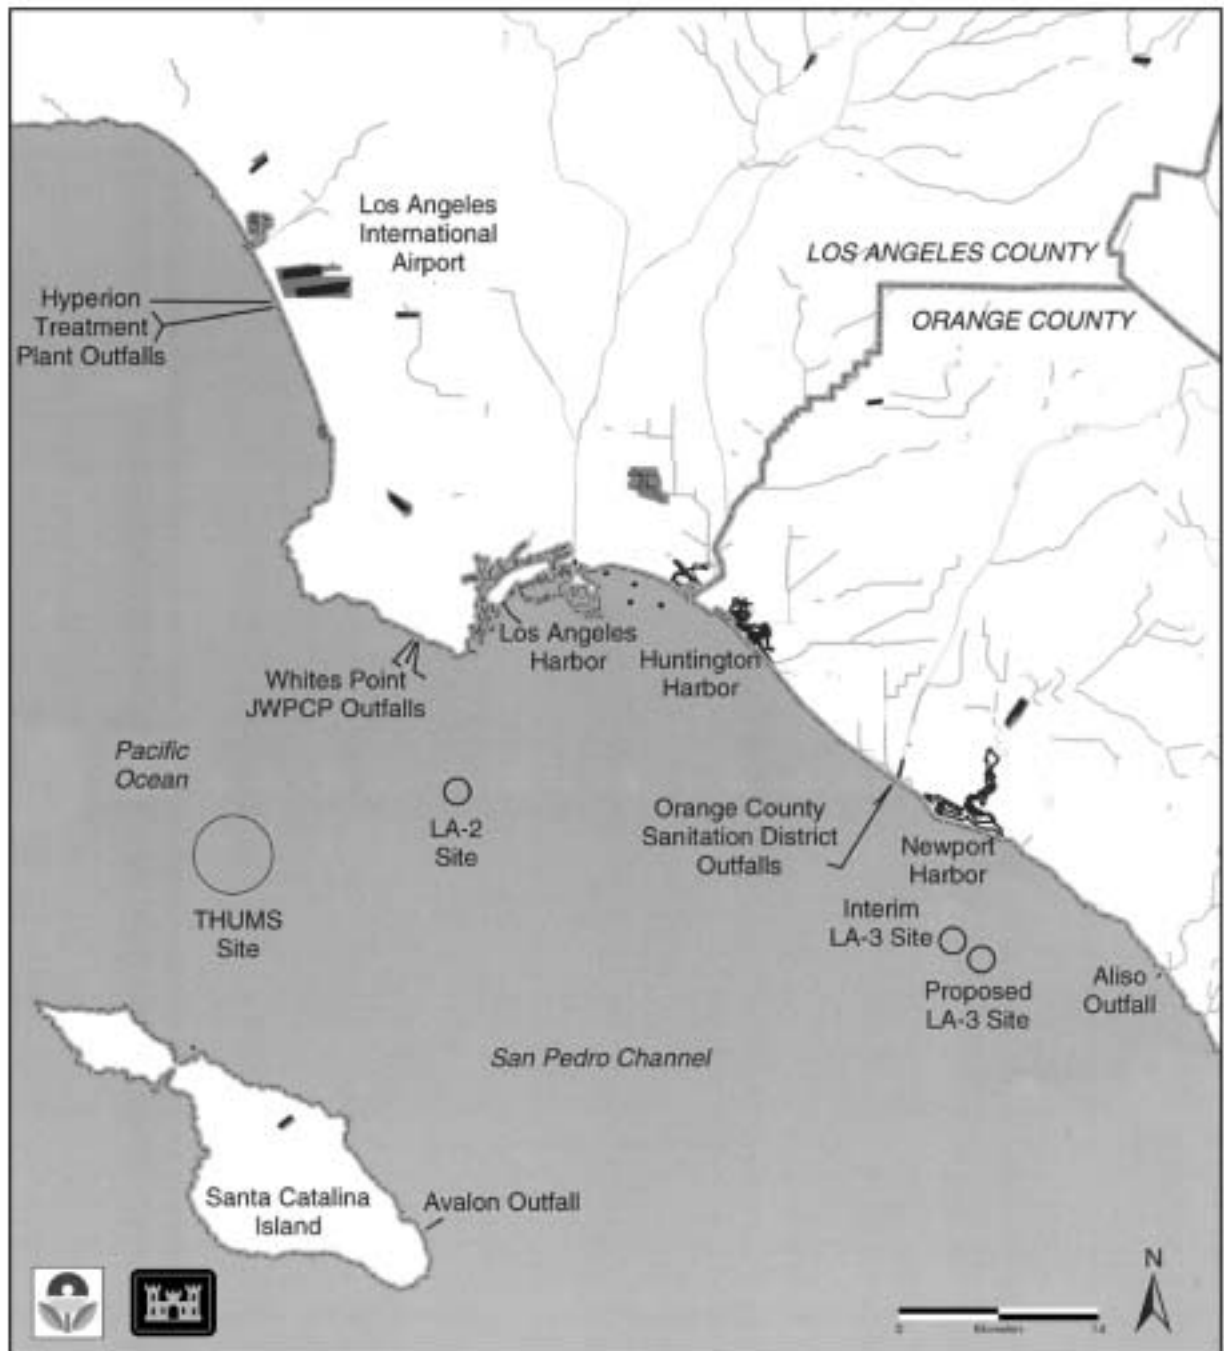 Los Angeles
International
Airport
LOS ANGELES COUNTY
ORANGE COUNTY
Hyperion
Treatment
Plant Outfalls
Los Angeles
Harbor
Huntington
Harbor
Whites Point
JWPCP Outfalls
Pacific
Ocean
LA-2
Site
THUMS
Site
Orange County
Sanitation District
Outfalls
Newport
Harbor
Interim
LA-3 Site
Proposed
LA-3 Site
Aliso
Outfall
San Pedro Channel
Santa Catalina
Island
Avalon Outfall
N